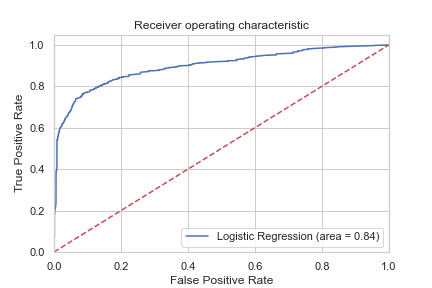 Receiver operating characteristic
1.0
0.8
0.6
0.4
0.2
0.0
True Positive Rate
Logistic Regression (area = 0.84)
0.0 0.2 0.4 0.6 0.8 1.0
False Positive Rate